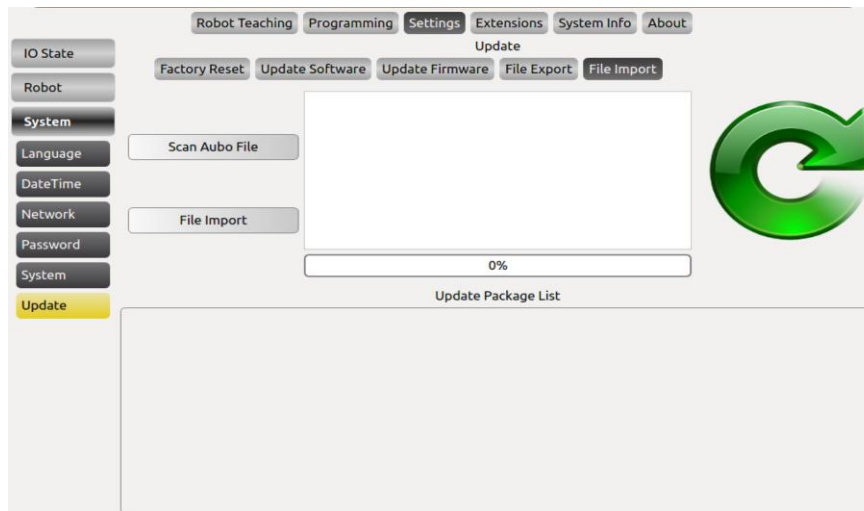 Robot Teaching Programming Settings Extensions System Info About
IO State
Update
Factory Reset Update Software Update Firmware File Export File Import
Robot
System
Language
Scan Aubo File
DateTime
Network
File Import
Password
System
0%
Update
Update Package List